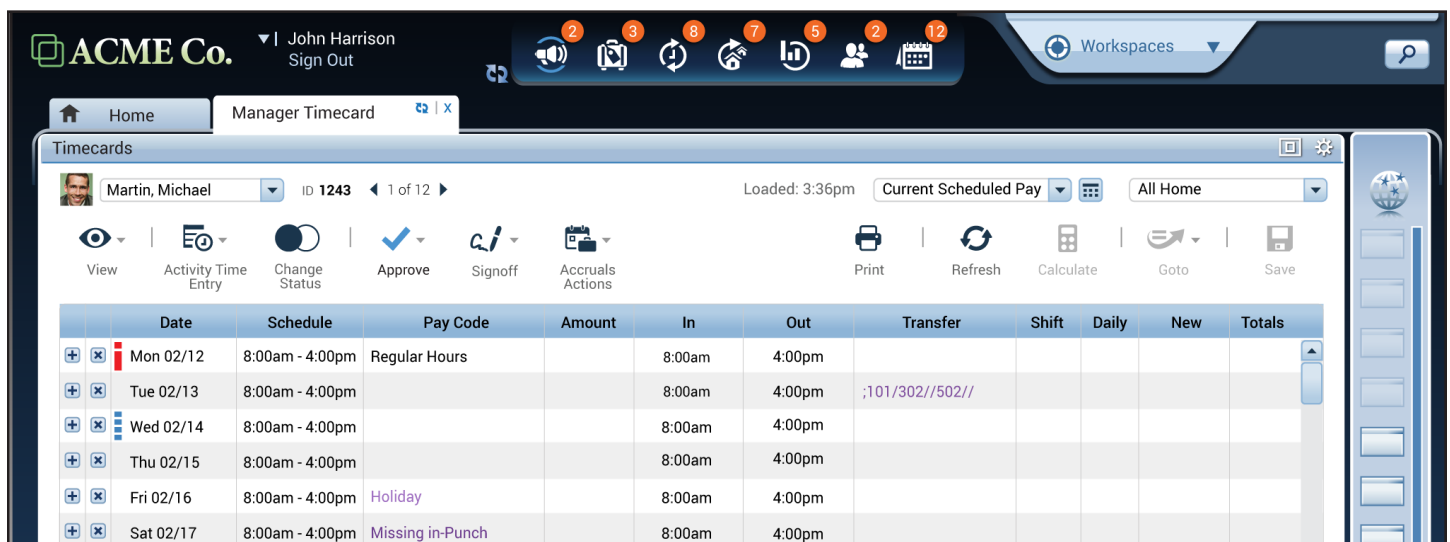 ACME Co.
John Harrison
Sign Out
2 3 8 7 5 2 12
Workspaces
Home
Manager Timecard | X
Timecards
Martin, Michael ID 1243 1 of 12 Loaded: 3:36pm Current Scheduled Pay All Home
View Activity Time Entry Change Status Approve Signoff Accruals Actions Print Refresh Calculate Goto Save
Date Schedule Pay Code Amount In Out Transfer Shift Daily New Totals
Mon 02/12 8:00am - 4:00pm Regular Hours 8:00am 4:00pm
Tue 02/13 8:00am - 4:00pm 8:00am 4:00pm ;101/302//502//
Wed 02/14 8:00am - 4:00pm 8:00am 4:00pm
Thu 02/15 8:00am - 4:00pm 8:00am 4:00pm
Fri 02/16 8:00am - 4:00pm Holiday 8:00am 4:00pm
Sat 02/17 8:00am - 4:00pm Missing in-Punch 8:00am 4:00pm